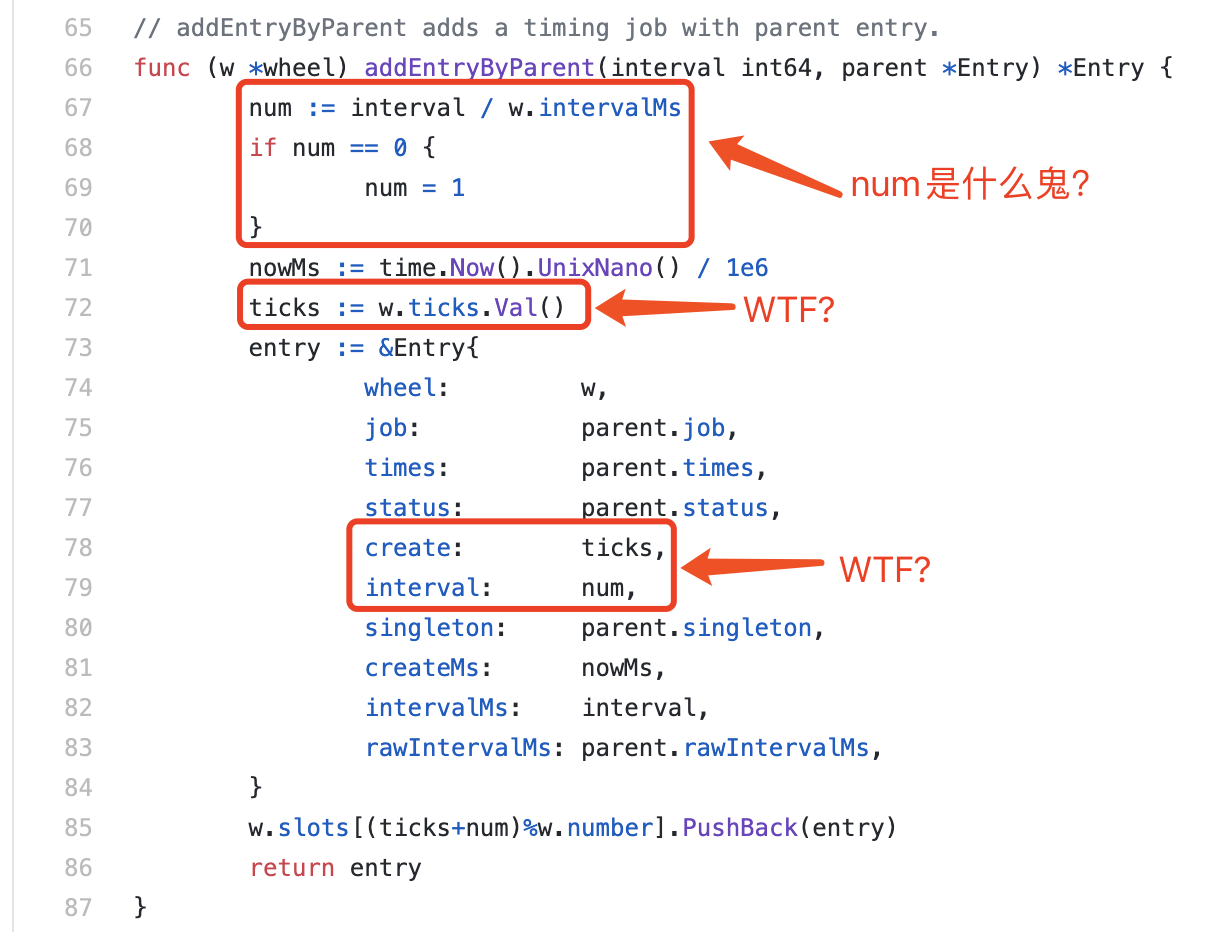 65 // addEntryByParent adds a timing job with parent entry.
66 func (w *wheel) addEntryByParent(interval int64, parent *Entry) *Entry {
67 num := interval / w.intervalMs
68 if num == 0 {
num是什么鬼?
69 num = 1
70 }
71 nowMs := time.Now().UnixNano() / 1e6
72 ticks := w.ticks.Val() WTF?
73 entry := &Entry{
74 wheel: w,
75 job: parent.job,
76 times: parent.times,
77 status: parent.status,
78 create: ticks,
WTF?
79 interval: num,
80 singleton: parent.singleton,
81 createMs: nowMs,
82 intervalMs: interval,
83 rawIntervalMs: parent.rawIntervalMs,
84 }
85 w.slots[(ticks+num)%w.number].PushBack(entry)
86 return entry
87 }